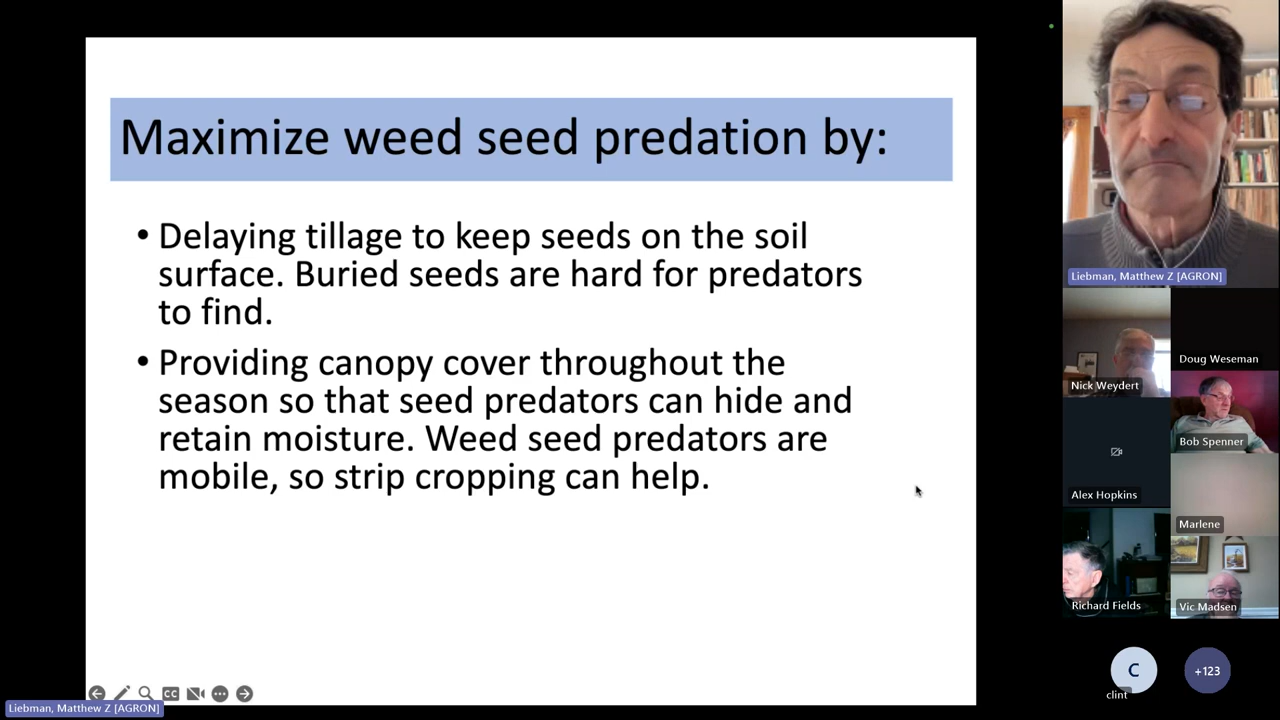 Maximize weed seed predation by:
• Delaying tillage to keep seeds on the soil
surface. Buried seeds are hard for predators
to find.
• Providing canopy cover throughout the
season so that seed predators can hide and
retain moisture. Weed seed predators are
mobile, so strip cropping can help.
CC
Liebman, Matthew Z [AGRON]
Liebman, Matthew Z [AGRON]
Nick Weydert
Doug Weseman
Bob Spenner
Alex Hopkins
Marlene
Richard Fields
Vic Madsen
C
clint
+123